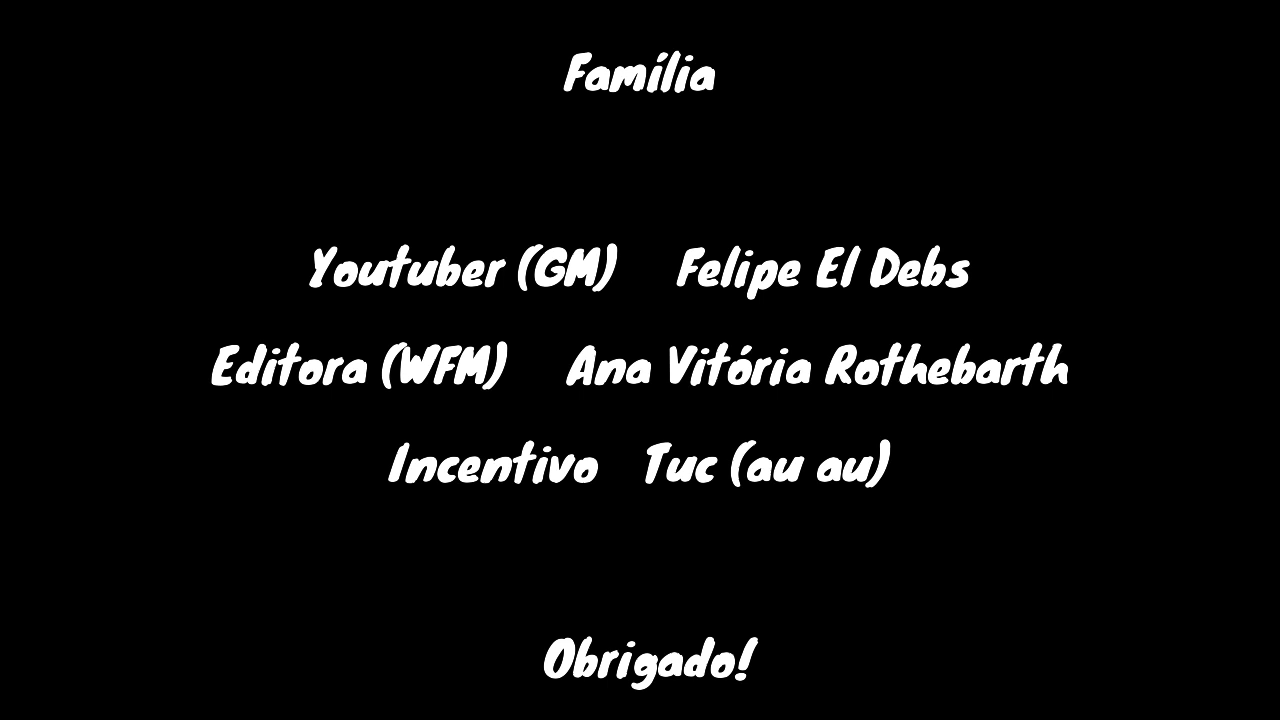 Família
Youtuber (GM) Felipe El Debs
Editora (WFM) Ana Vitória Rothebarth
Incentivo Tuc (au au)
Obrigado!